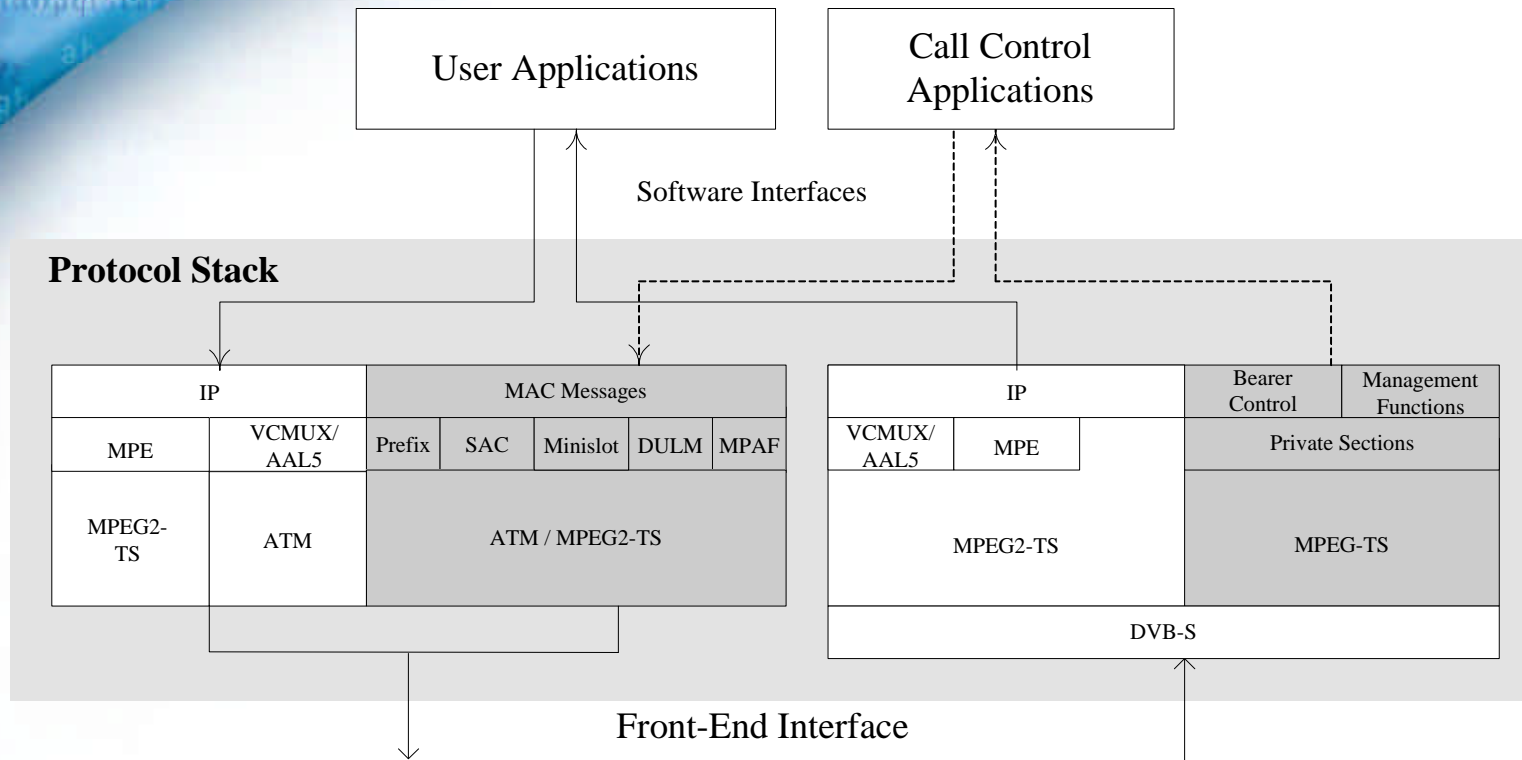 User Applications
Call Control
Applications
Software Interfaces
Protocol Stack
IP
MAC Messages
MPE
VCMUX/
AAL5
Prefix
SAC
Minislot
DULM
MPAF
MPEG2-
TS
ATM
ATM / MPEG2-TS
IP
Bearer
Control
Management
Functions
VCMUX/
AAL5
MPE
Private Sections
MPEG2-TS
MPEG-TS
DVB-S
Front-End Interface